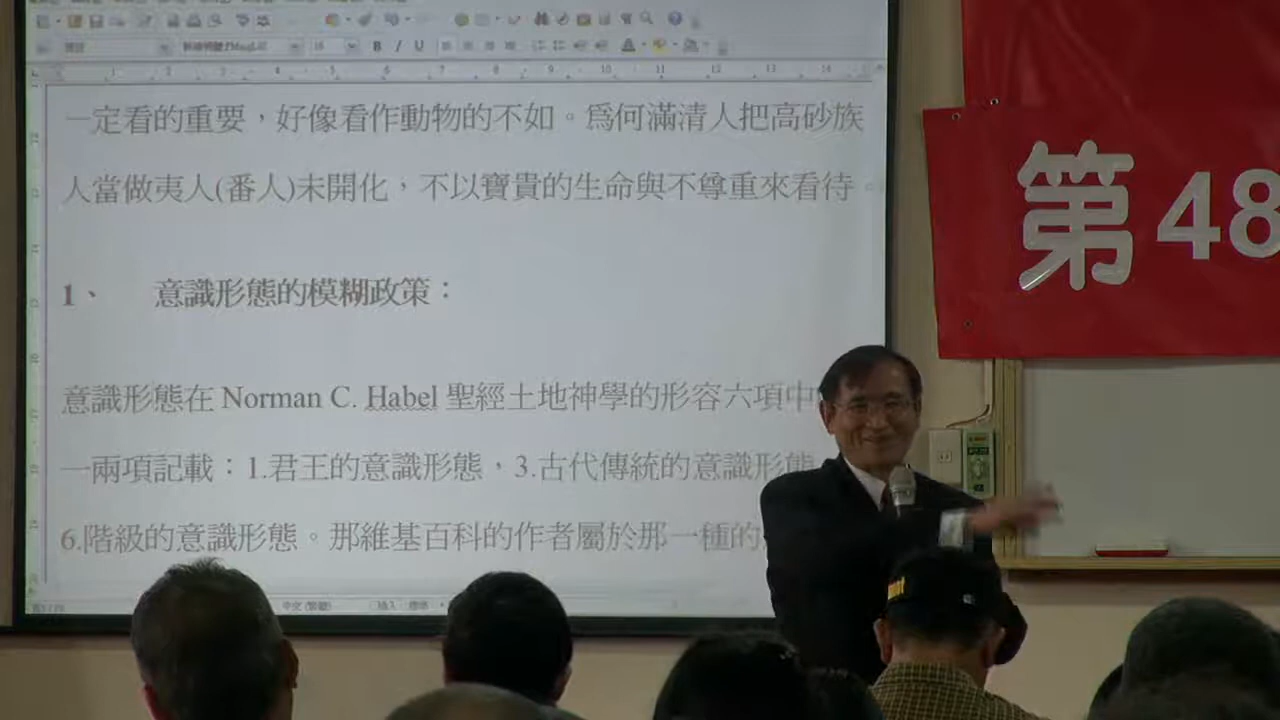 一定看的重要，好像看作動物的不如。爲何滿清人把高砂族
人當做夷人(番人)未開化，不以寶貴的生命與不尊重來看待。
1、 意識形態的模糊政策：
意識形態在 Norman C. Habel 聖經土地神學的形容六項中
一兩項記載：1.君王的意識形態，3.古代傳統的意識形態
6.階級的意識形態。那維基百科的作者屬於那一種的
第48